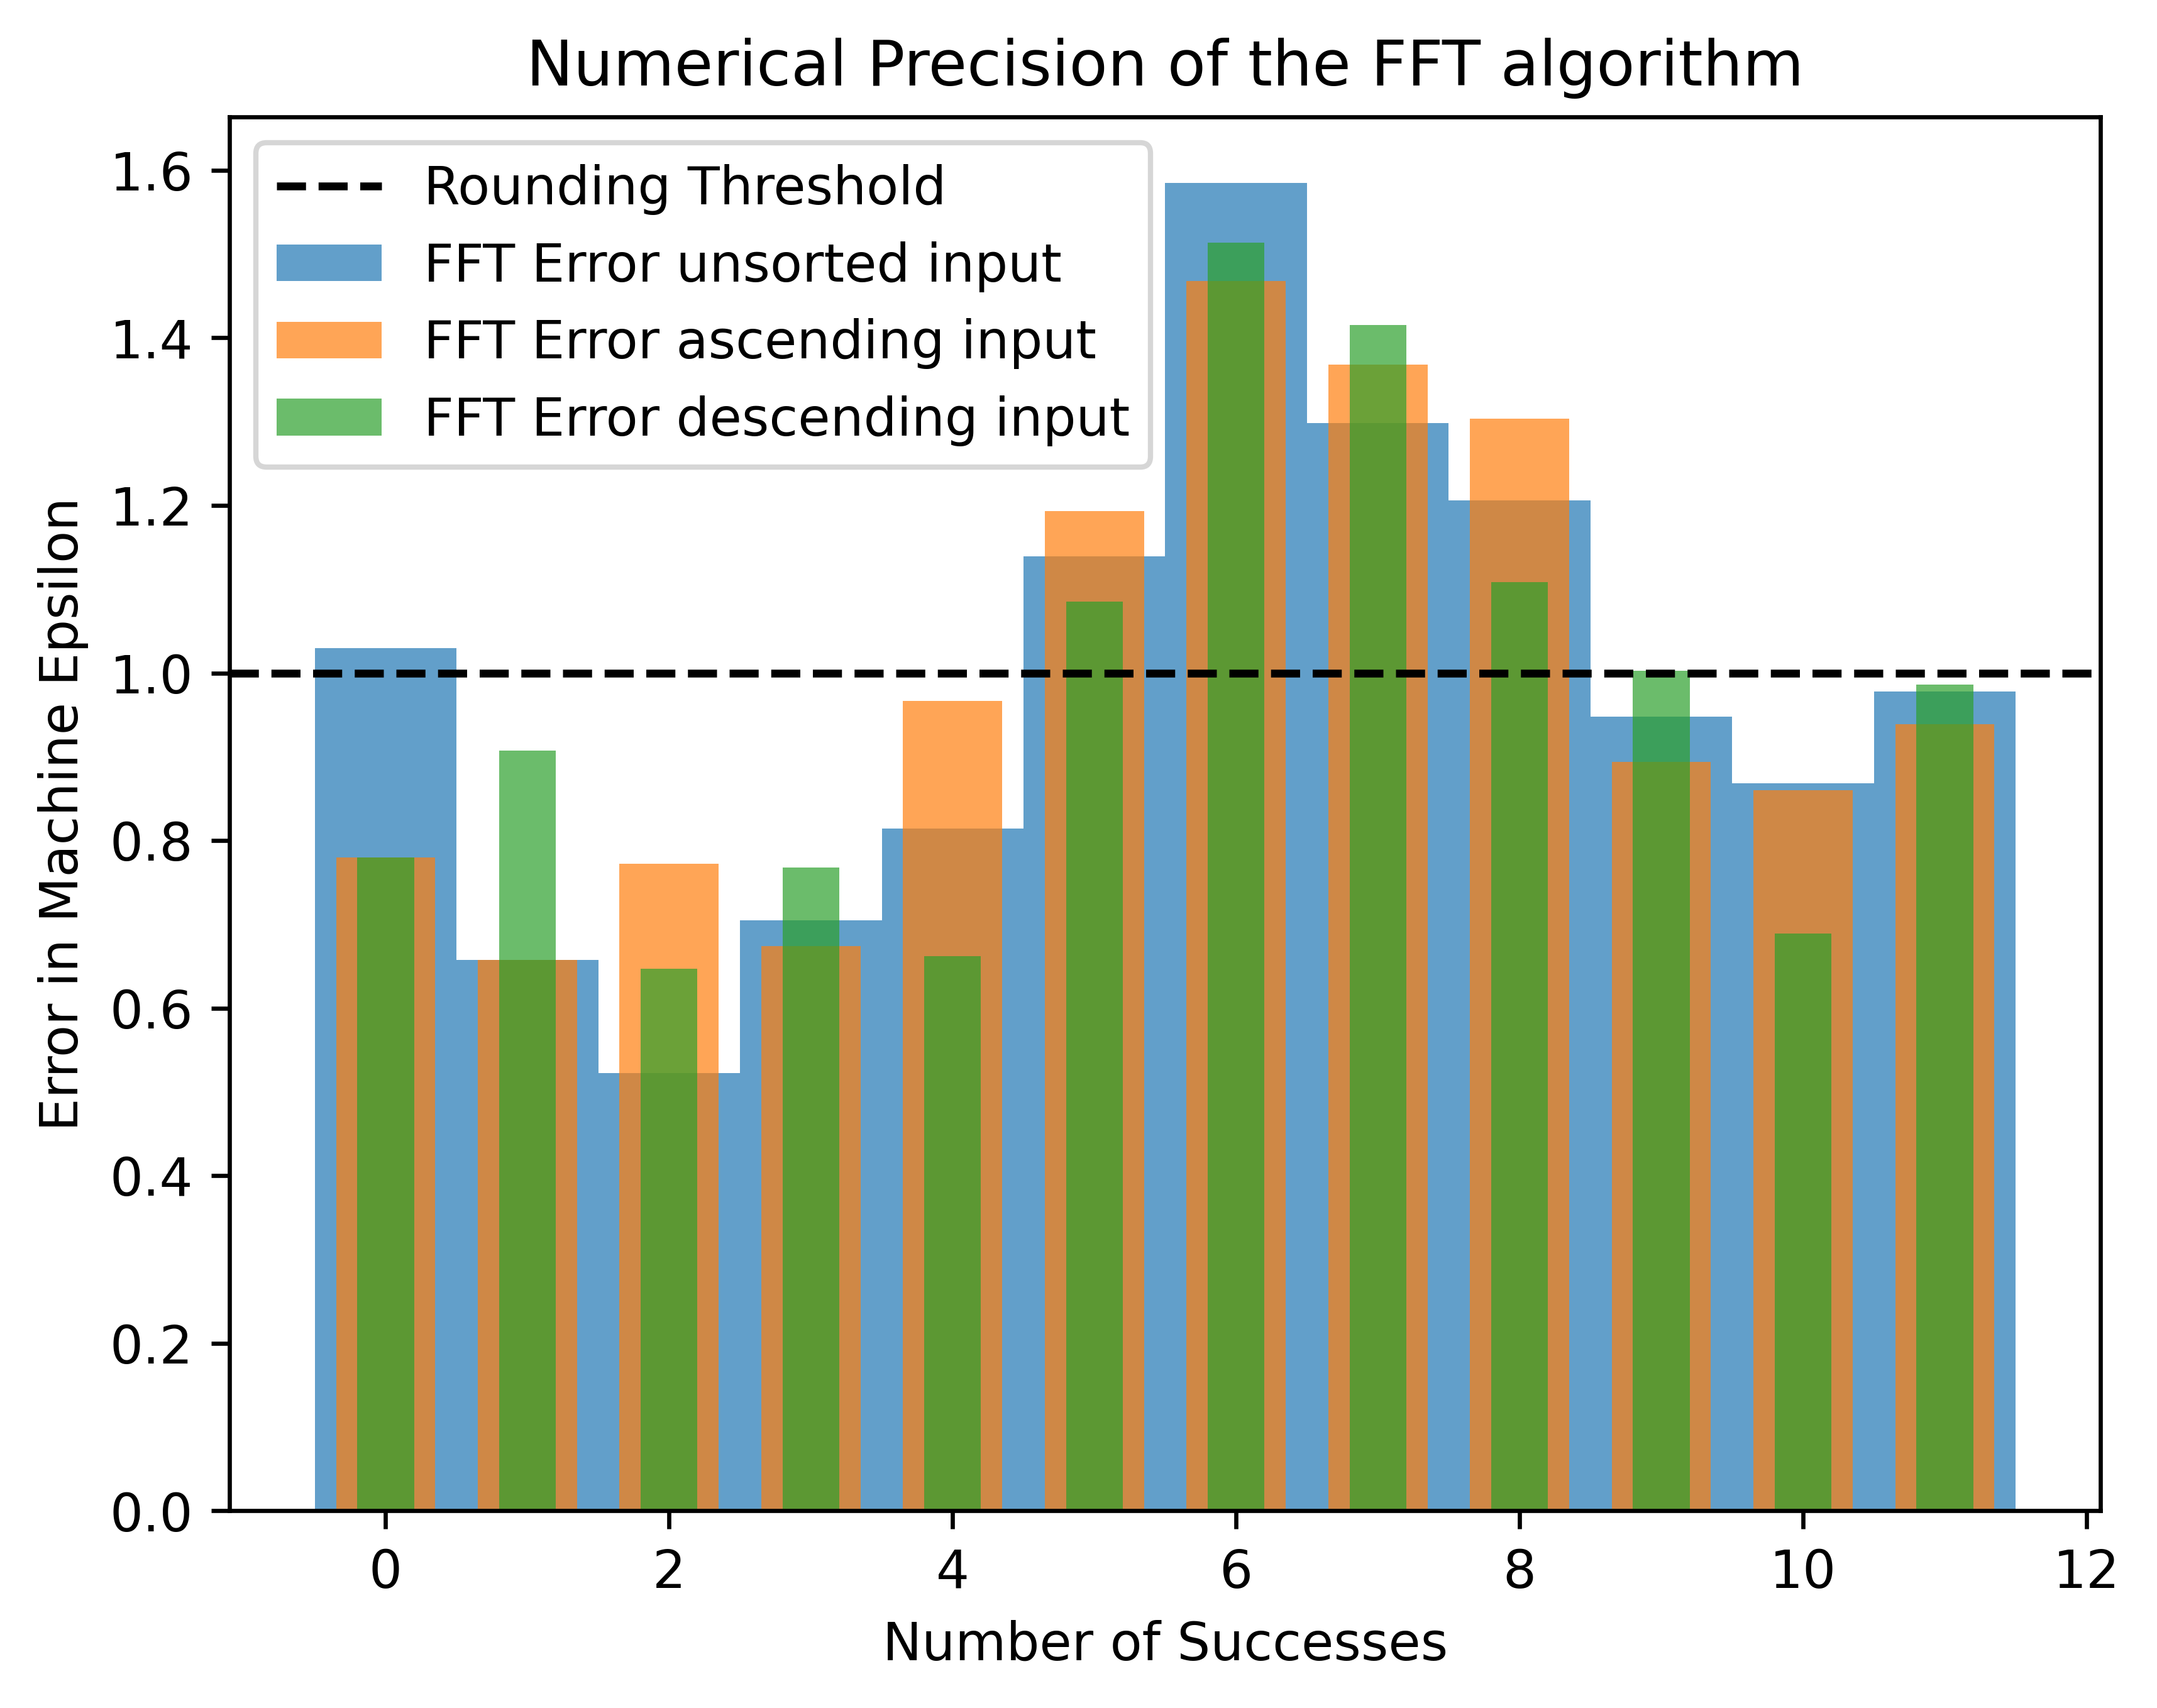 Numerical Precision of the FFT algorithm
Rounding Threshold
FFT Error unsorted input
FFT Error ascending input
FFT Error descending input
Error in Machine Epsilon
1.6
1.4
1.2
1.0
0.8
0.6
0.4
0.2
0.0
0 2 4 6 8 10 12
Number of Successes